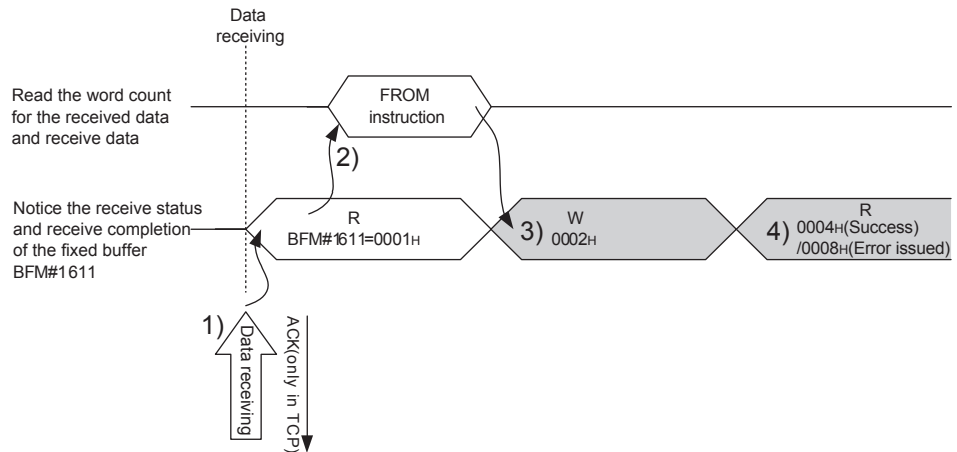 Data
receiving
Read the word count
for the received data
and receive data
FROM
instruction
2)
Notice the receive status
and receive completion
of the fixed buffer
BFM#1611
R
BFM#1611=0001H
3)
W
0002H
4)
R
0004H(Success)
/0008H(Error issued)
1)
Data receiving
ACK(only in TCP)